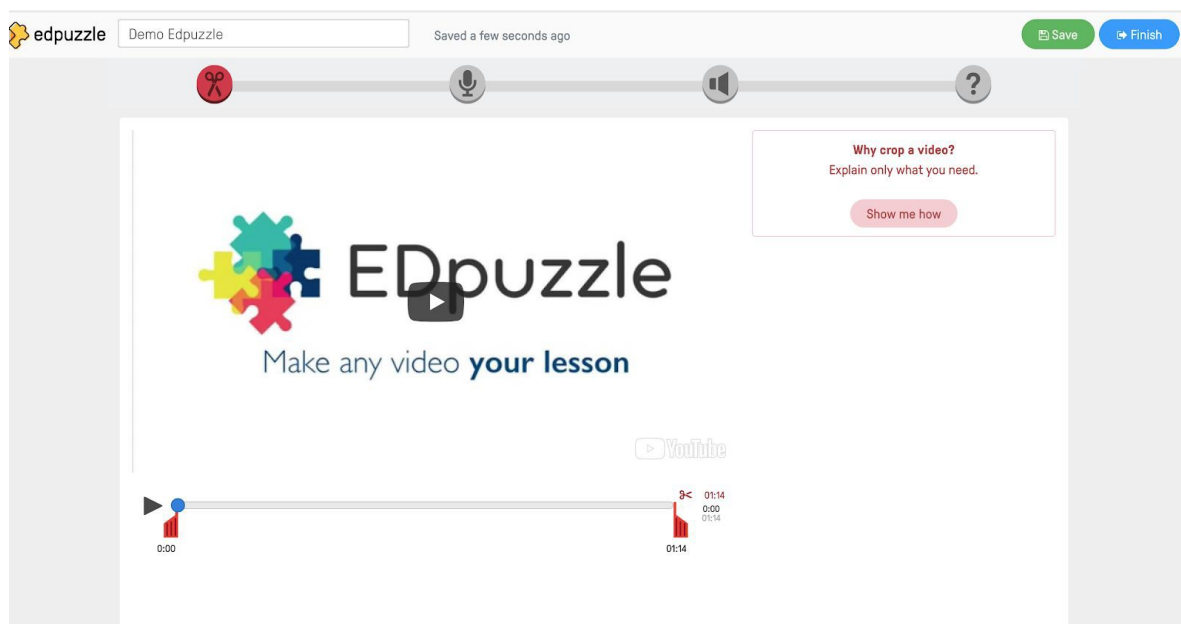 edpuzzle
Demo Edpuzzle
Saved a few seconds ago
Save
Finish
?
Why crop a video?
Explain only what you need.
Show me how
EDpuzzle
Make any video your lesson
YouTube
01:14
0:00
01:14
0:00
01:14